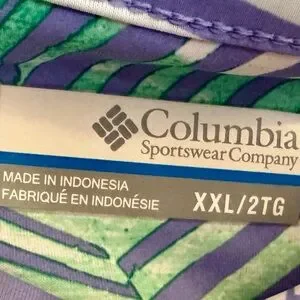 Columbia
Sportswear Company
MADE IN INDONESIA
FABRIQUÉ EN INDONÉSIE
XXL/2TG